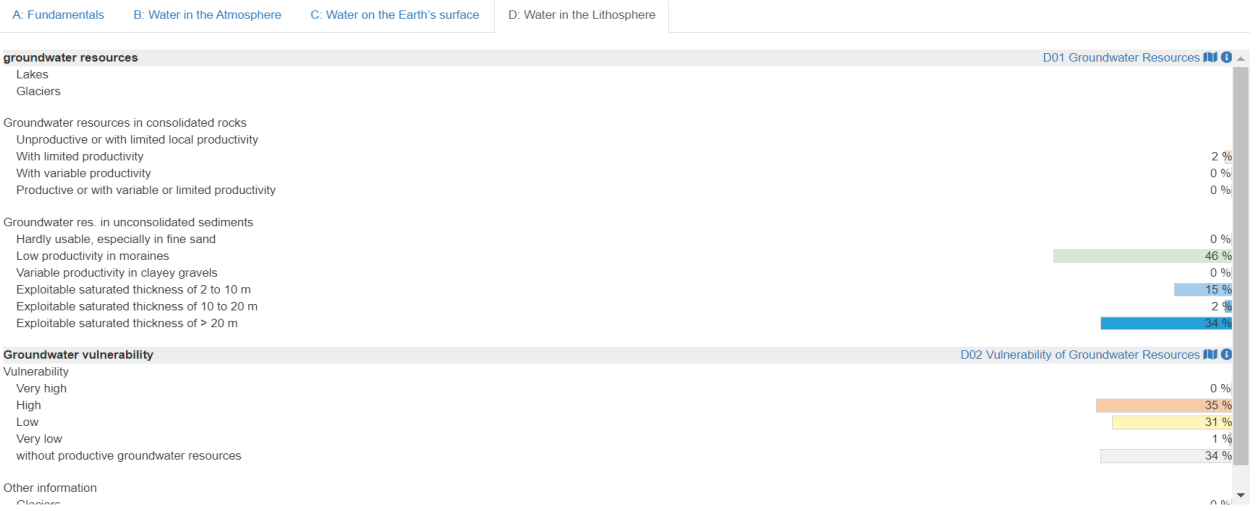 A: Fundamentals B: Water in the Atmosphere C: Water on the Earth's surface D: Water in the Lithosphere
groundwater resources D01 Groundwater Resources
Lakes
Glaciers
Groundwater resources in consolidated rocks
Unproductive or with limited local productivity
With limited productivity 2 %
With variable productivity 0 %
Productive or with variable or limited productivity 0 %
Groundwater res. in unconsolidated sediments
Hardly usable, especially in fine sand 0 %
Low productivity in moraines 46 %
Variable productivity in clayey gravels 0 %
Exploitable saturated thickness of 2 to 10 m 15 %
Exploitable saturated thickness of 10 to 20 m 2 %
Exploitable saturated thickness of > 20 m 34 %
Groundwater vulnerability D02 Vulnerability of Groundwater Resources
Vulnerability
Very high 0 %
High 35 %
Low 31 %
Very low 1 %
without productive groundwater resources 34 %
Other information
Glaciers 0 %